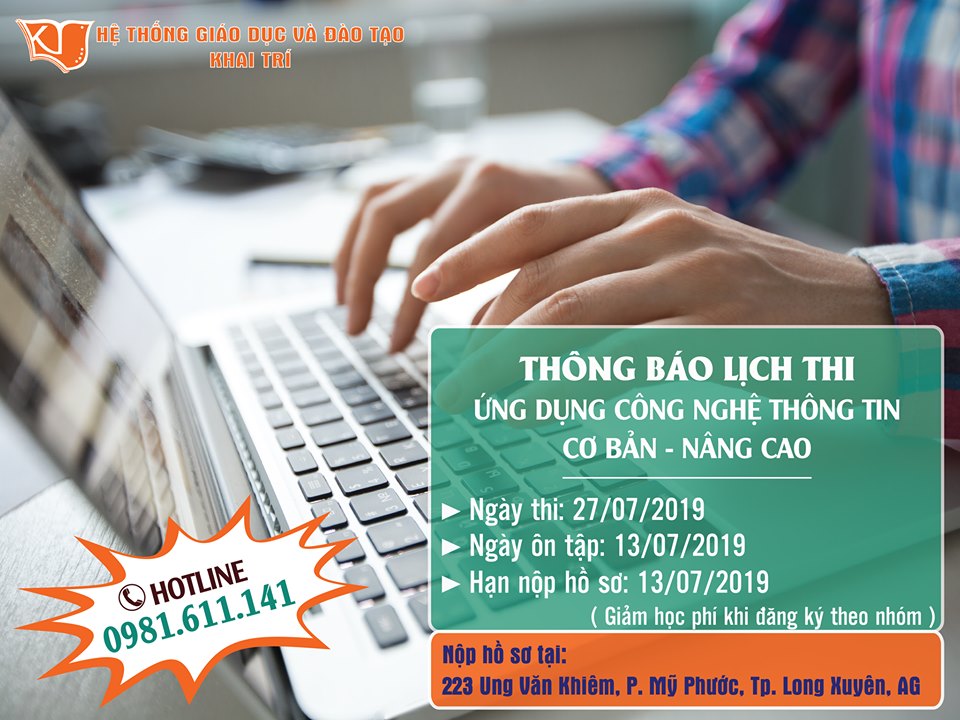 HỆ THỐNG GIÁO DỤC VÀ ĐÀO TẠO
KHAI TRÍ
THÔNG BÁO LỊCH THI
ỨNG DỤNG CÔNG NGHỆ THÔNG TIN
CƠ BẢN - NÂNG CAO
► Ngày thi: 27/07/2019
► Ngày ôn tập: 13/07/2019
► Hạn nộp hồ sơ: 13/07/2019
( Giảm học phí khi đăng ký theo nhóm )
HOTLINE
0981.611.141
Nộp hồ sơ tại:
223 Ung Văn Khiêm, P. Mỹ Phước, Tp. Long Xuyên, AG